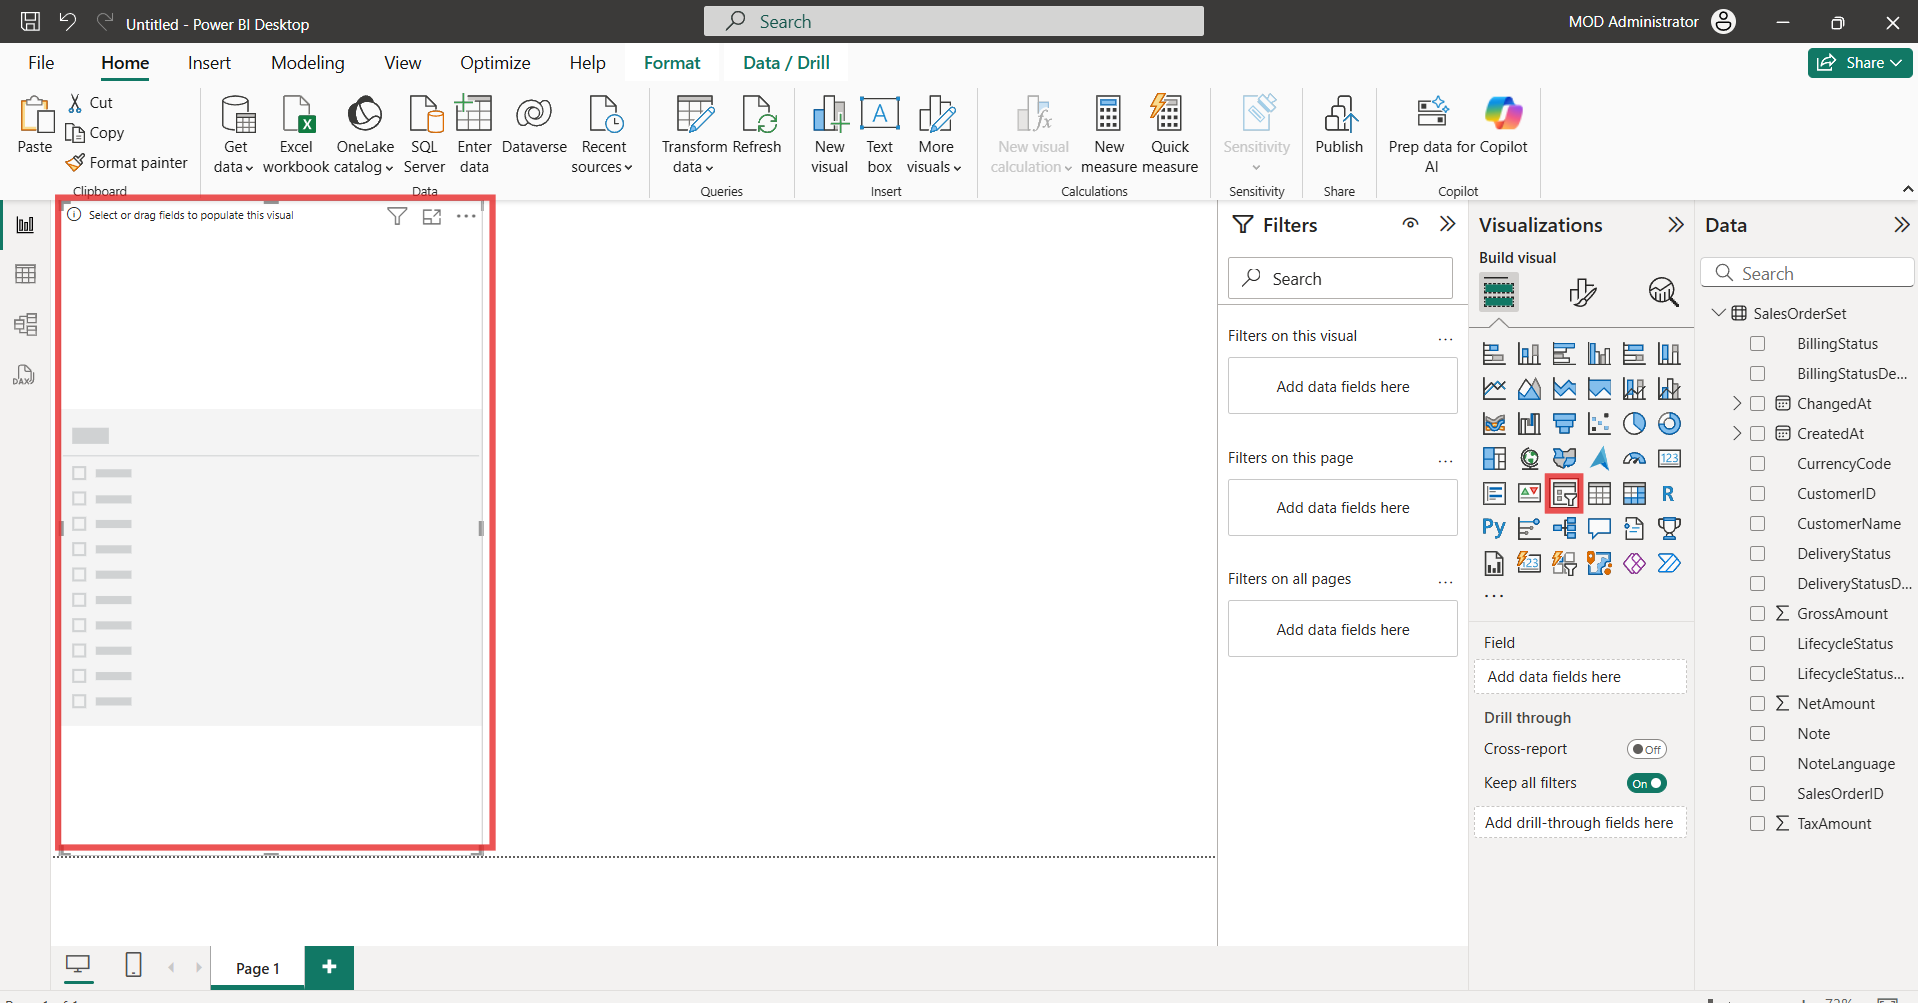 Untitled - Power BI Desktop
Search
MOD Administrator
File
Home
Insert
Modeling
View
Optimize
Help
Format
Data / Drill
Share
Paste
Cut
Copy
Format painter
Clipboard
Get data
Excel workbook
OneLake catalog
SQL Server
Enter data
Dataverse
Recent sources
Data
Transform data
Refresh
Queries
New visual
A
Text box
More visuals
Insert
fx
New visual calculation
New measure
Quick measure
Calculations
Sensitivity
Sensitivity
Publish
Share
Prep data for AI
Copilot
Copilot
DAX
Select or drag fields to populate this visual
...
Filters
Search
Filters on this visual
...
Add data fields here
Filters on this page
...
Add data fields here
Filters on all pages
...
Add data fields here
Visualizations
Build visual
123
R
Py
123
...
Field
Add data fields here
Drill through
Cross-report
Off
Keep all filters
On
Add drill-through fields here
Data
Search
SalesOrderSet
BillingStatus
BillingStatusDe...
ChangedAt
CreatedAt
CurrencyCode
CustomerID
CustomerName
DeliveryStatus
DeliveryStatusD...
GrossAmount
LifecycleStatus
LifecycleStatus...
NetAmount
Note
NoteLanguage
SalesOrderID
TaxAmount
Page 1